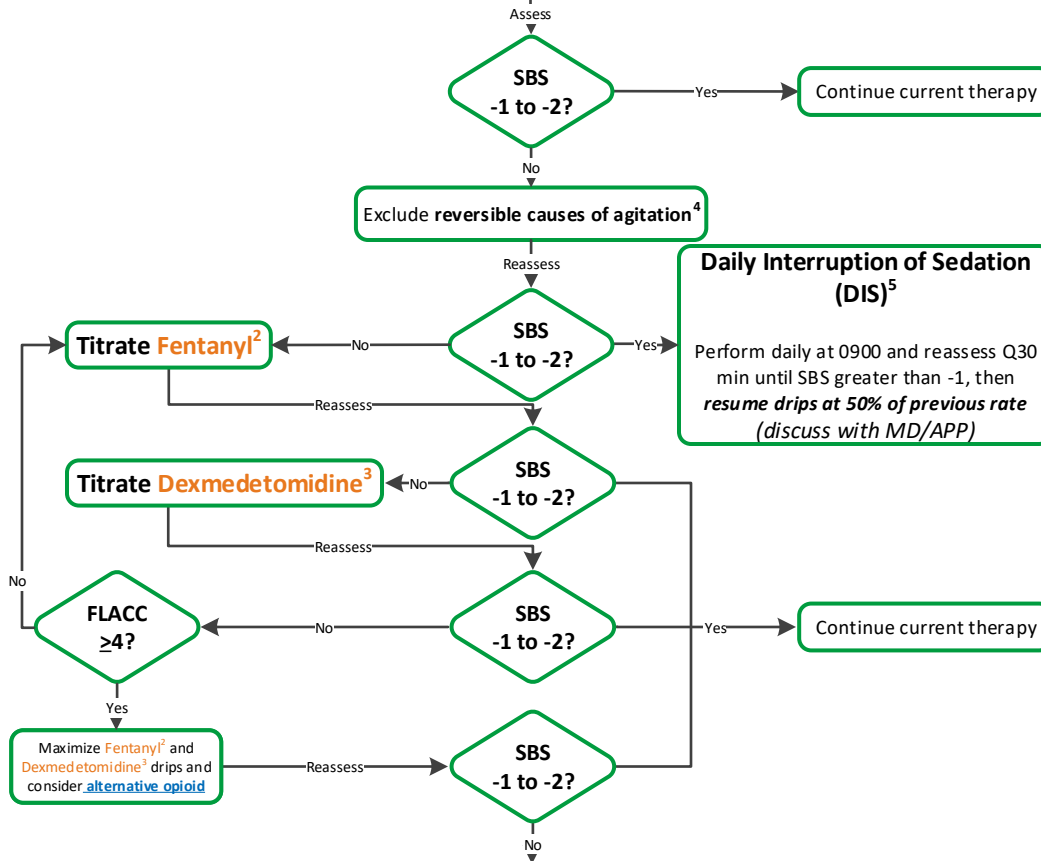 Assess
SBS
-1 to -2?
Yes
Continue current therapy
No
Exclude reversible causes of agitation⁴
Reassess
Daily Interruption of Sedation
(DIS)⁵
Perform daily at 0900 and reassess Q30
min until SBS greater than -1, then
resume drips at 50% of previous rate
(discuss with MD/APP)
SBS
-1 to -2?
Yes
No
Titrate Fentanyl²
Reassess
SBS
-1 to -2?
No
Titrate Dexmedetomidine³
Reassess
SBS
-1 to -2?
Yes
Continue current therapy
No
FLACC
≥4?
No
Yes
Maximize Fentanyl² and
Dexmedetomidine³ drips and
consider alternative opioid
Reassess
SBS
-1 to -2?
No